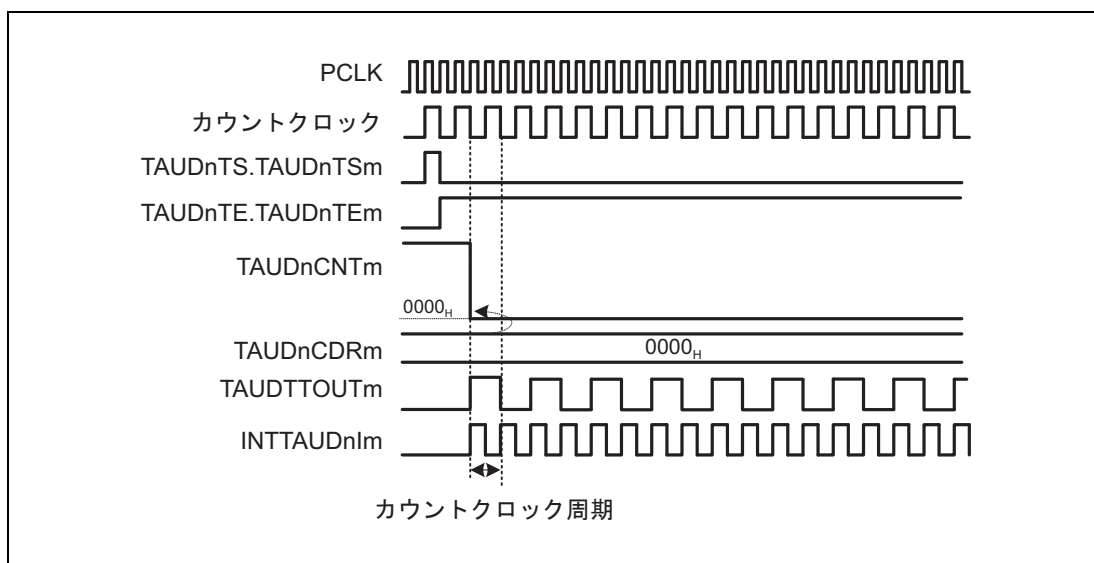 PCLK
カウントクロック
TAUDnTS.TAUDnTSm
TAUDnTE.TAUDnTEm
TAUDnCNTm
0000H
TAUDnCDRm
0000H
TAUDTTOUTm
INTTAUDnIm
カウントクロック周期